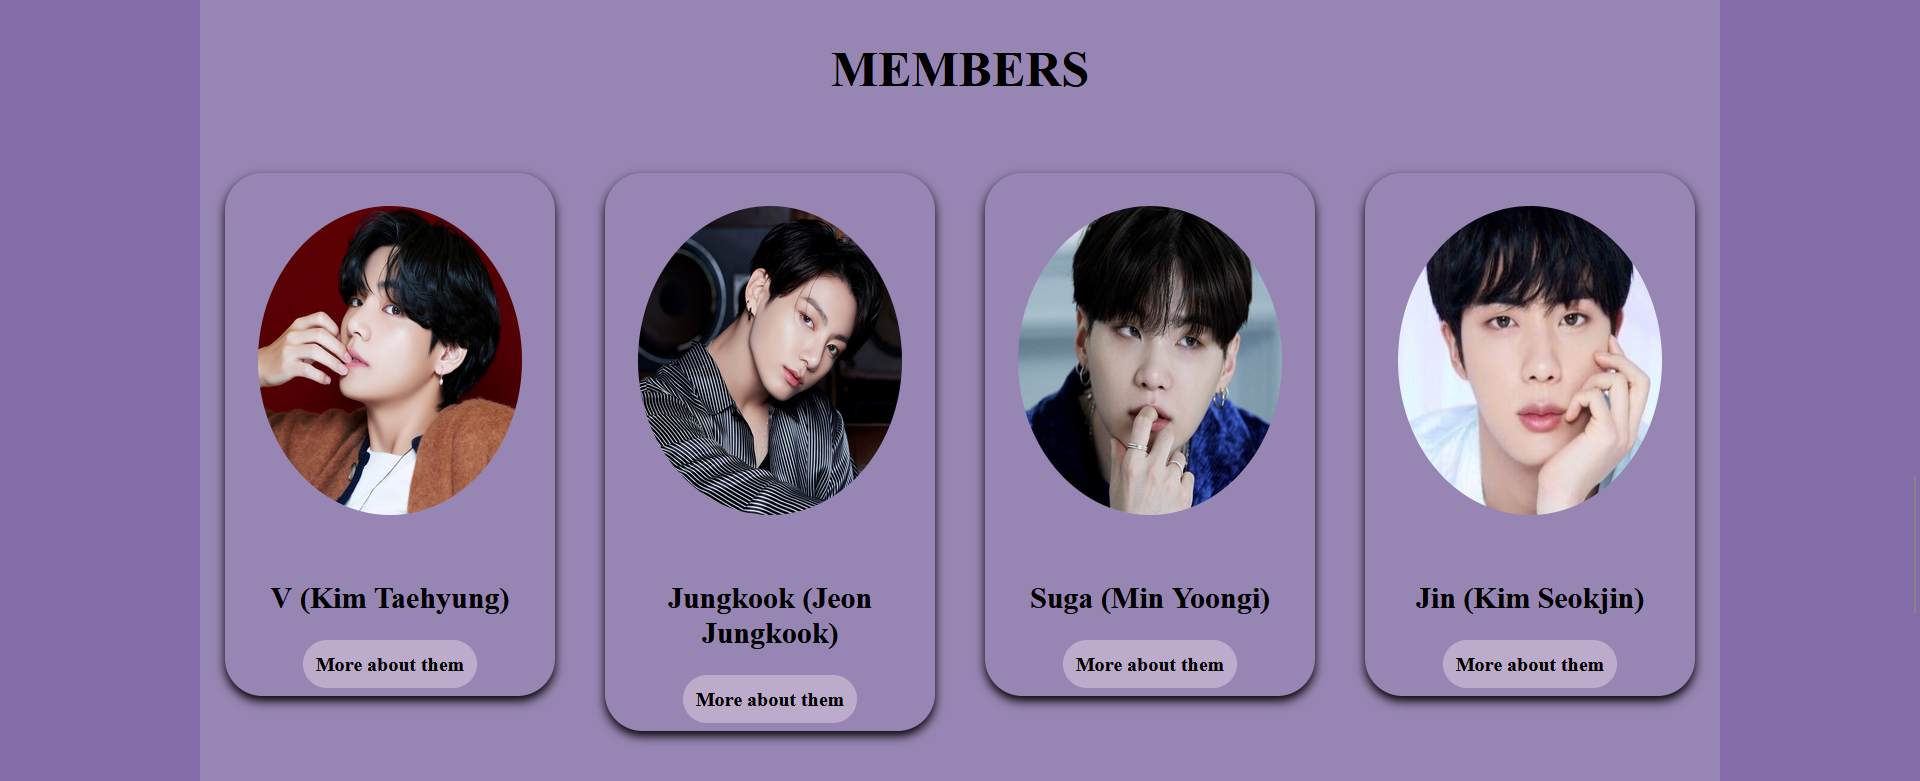 MEMBERS
V (Kim Taehyung)
More about them
Jungkook (Jeon
Jungkook)
More about them
Suga (Min Yoongi)
More about them
Jin (Kim Seokjin)
More about them